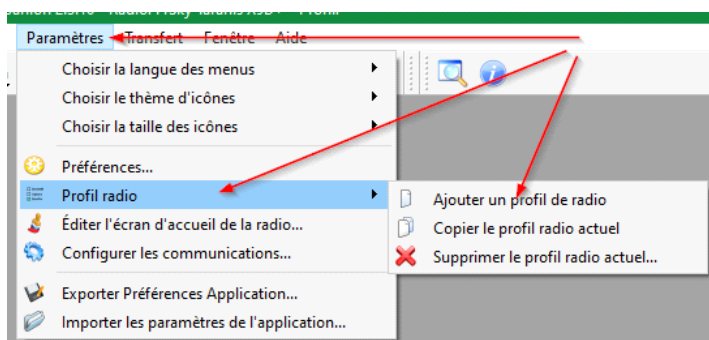 Paramètres Transfert Fenêtre Aide
Choisir la langue des menus
Choisir le thème d'icônes
Choisir la taille des icônes
Préférences...
Profil radio
Ajouter un profil de radio
Éditer l'écran d'accueil de la radio...
Copier le profil radio actuel
Configurer les communications...
Supprimer le profil radio actuel...
Exporter Préférences Application...
Importer les paramètres de l'application...